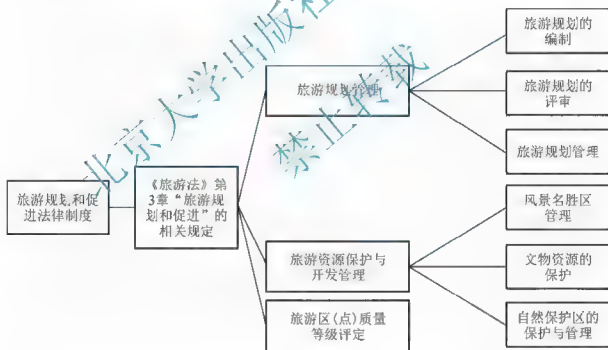 旅游规划和促
进法律制度
《旅游法》第
3章“旅游规
划和促进”的
相关规定
旅游规划管理
旅游资源保护与
开发管理
旅游区(点)质量
等级评定
旅游规划的
编制
旅游规划的
评审
旅游规划管理
风景名胜区
管理
文物资源的
保护
自然保护区的
保护与管理
北京大学出版社
禁止转载